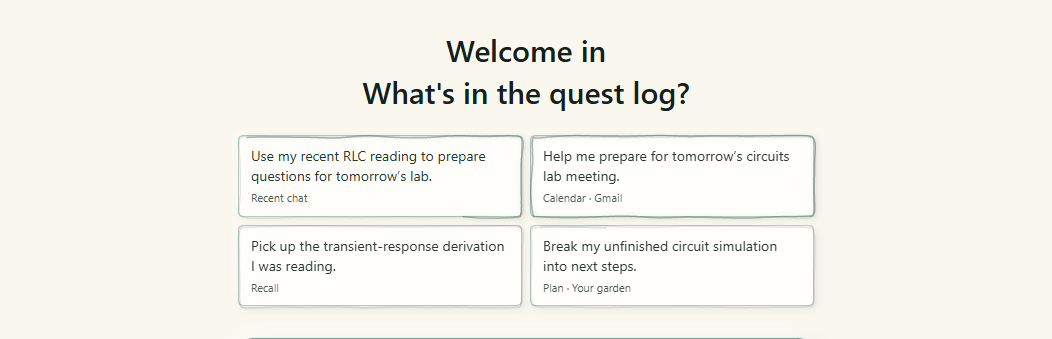 Welcome in
What's in the quest log?
Use my recent RLC reading to prepare
questions for tomorrow’s lab.
Recent chat
Help me prepare for tomorrow’s circuits
lab meeting.
Calendar · Gmail
Pick up the transient-response derivation
I was reading.
Recall
Break my unfinished circuit simulation
into next steps.
Plan · Your garden